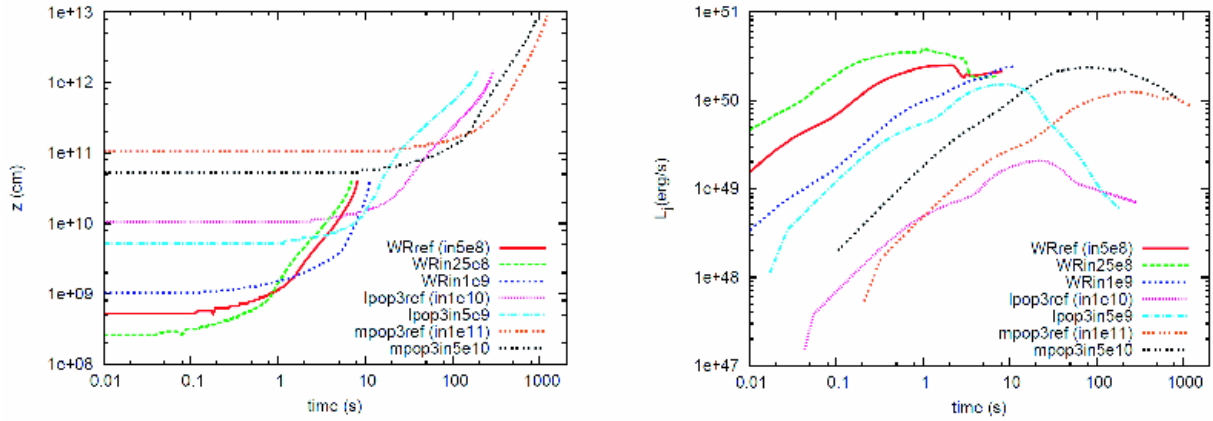 1e+13
1e+12
1e+11
1e+10
1e+09
1e+08
z (cm)
0.01 0.1 1 10 100 1000
time (s)
WRref (in5e8)
WRin25e8
WRin1e9
lpop3ref (in1e10)
lpop3in5e9
mpop3ref (in1e11)
mpop3in5e10
1e+51
1e+50
1e+49
1e+48
1e+47
Lj(erg/s)
0.01 0.1 1 10 100 1000
time (s)
WRref (in5e8)
WRin25e8
WRin1e9
lpop3ref (in1e10)
lpop3in5e9
mpop3ref (in1e11)
mpop3in5e10